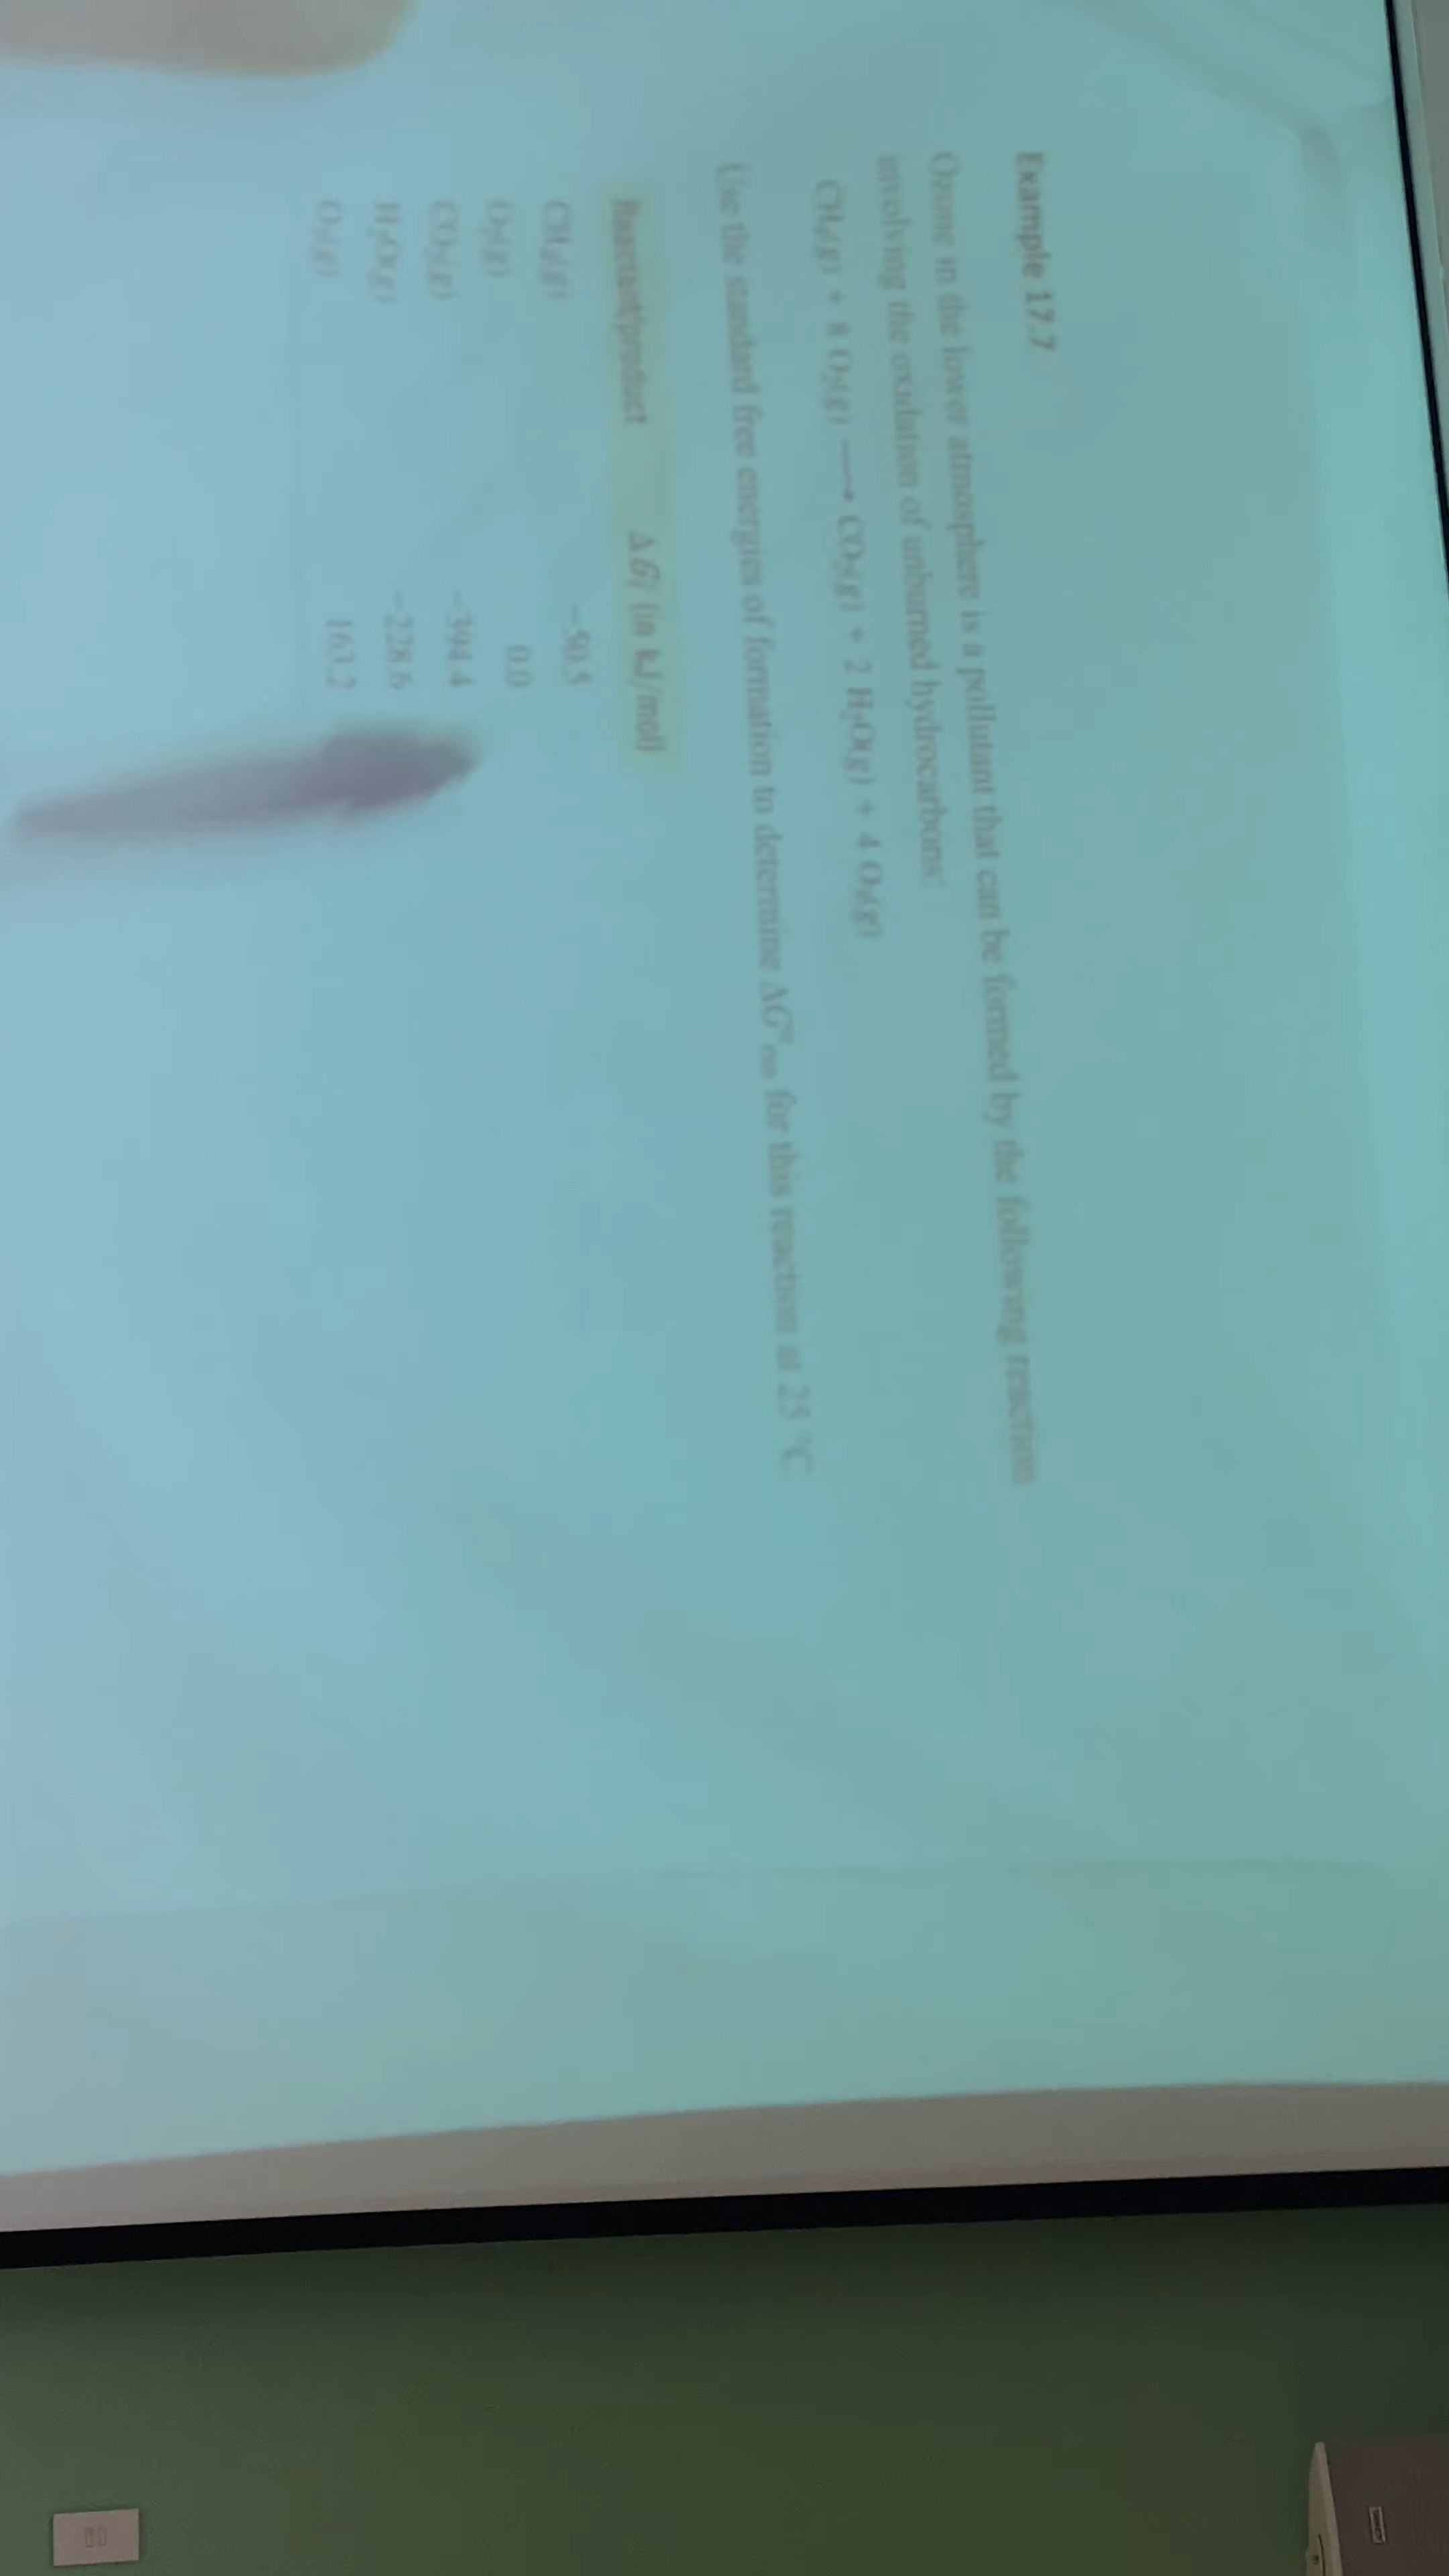 Example 17.7
Ozone in the lower atmosphere is a pollutant that can be formed by the following reaction
involving the oxidation of unburned hydrocarbons:
CH₄(g) + 8 O₂(g) ⟶ CO₂(g) + 2 H₂O(g) + 4 O₃(g)
Use the standard free energies of formation to determine ΔG°rxn for this reaction at 25 °C
Reactant/product ΔG°f (in kJ/mol)
CH₄(g) −50.5
O₂(g) 0.0
CO₂(g) −394.4
H₂O(g) −228.6
O₃(g) 163.2